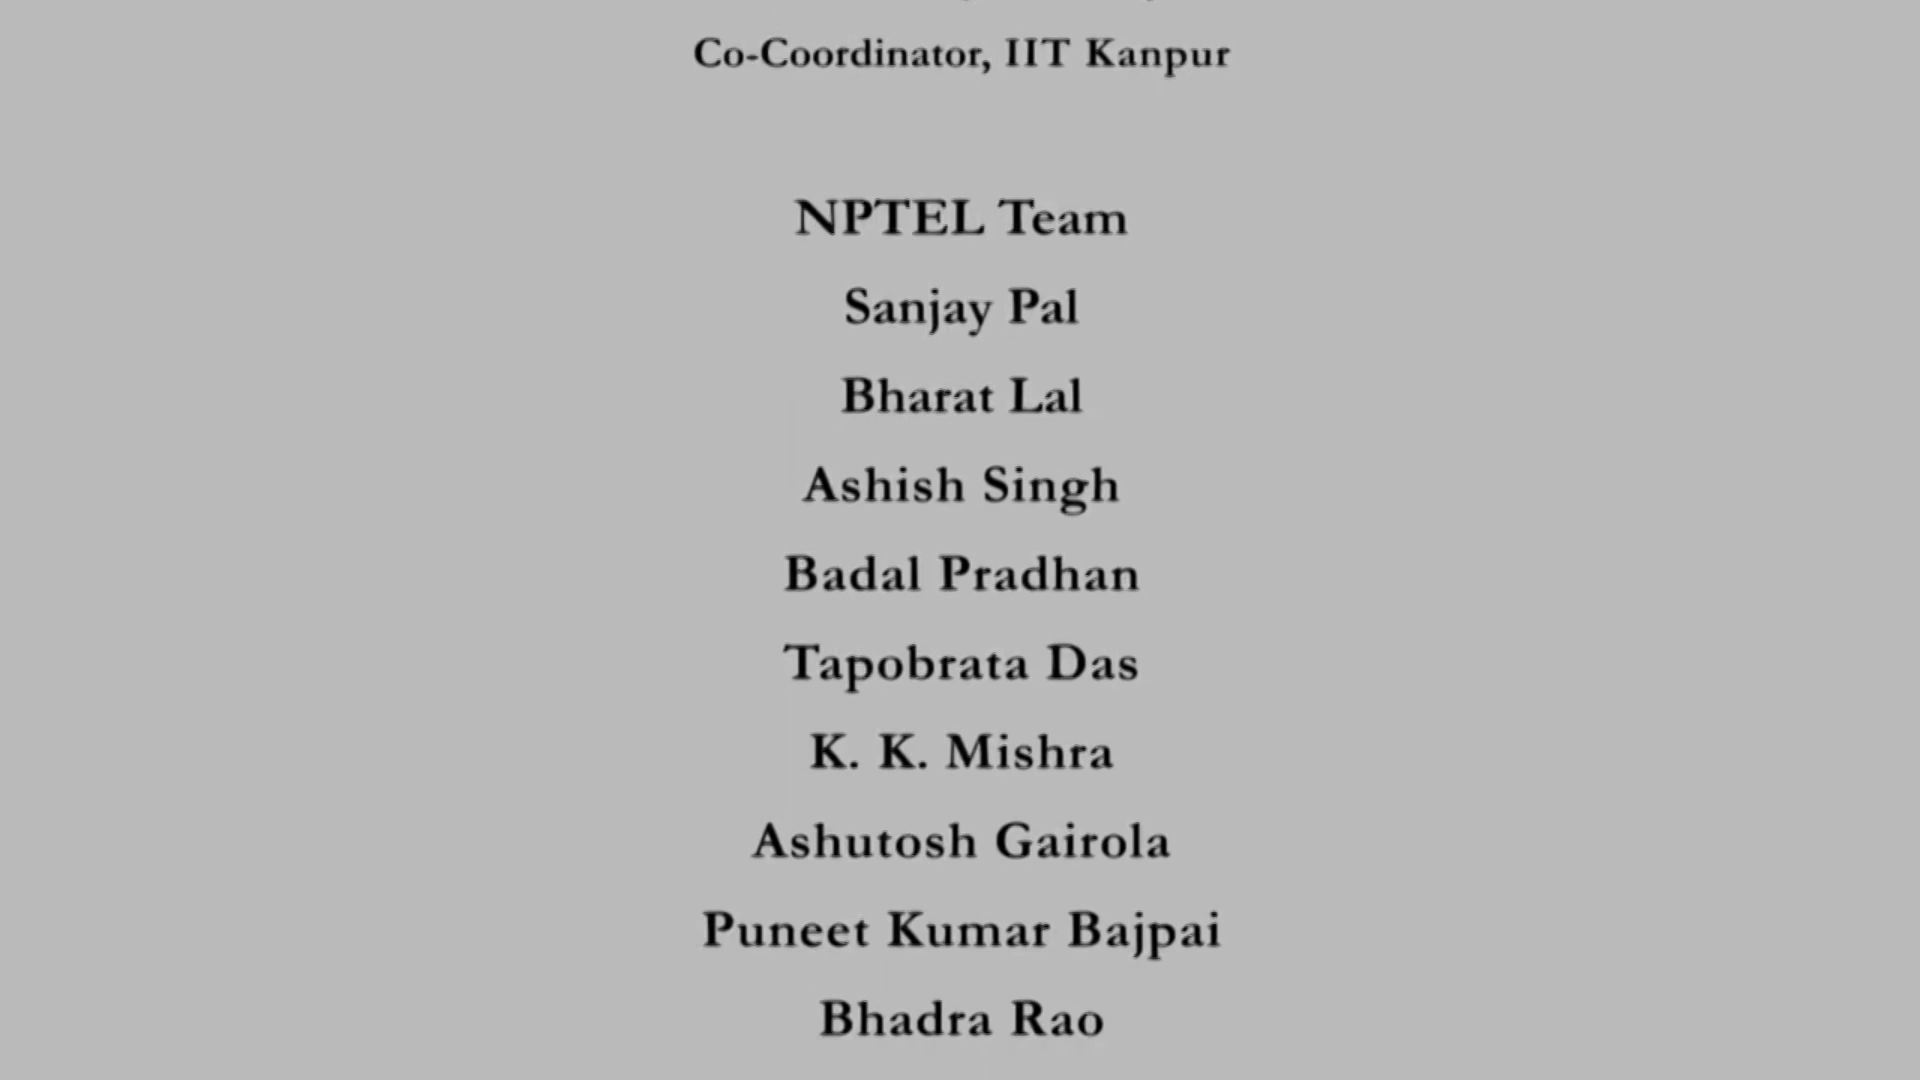 Co-Coordinator, IIT Kanpur
NPTEL Team
Sanjay Pal
Bharat Lal
Ashish Singh
Badal Pradhan
Tapobrata Das
K. K. Mishra
Ashutosh Gairola
Puneet Kumar Bajpai
Bhadra Rao